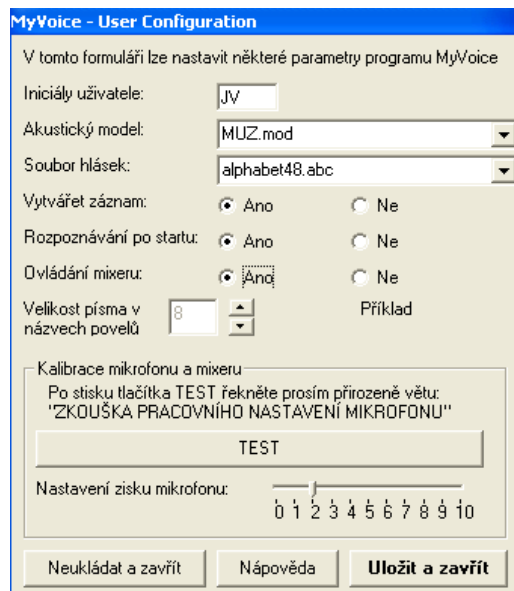 MyVoice - User Configuration
V tomto formuláři lze nastavit některé parametry programu MyVoice
Iniciály uživatele: JV
Akustický model: MUZ.mod
Soubor hlásek: alphabet48.abc
Vytvářet záznam: Ano Ne
Rozpoznávání po startu: Ano Ne
Ovládání mixeru: Ano Ne
Velikost písma v názvech povelů 8 Příklad
Kalibrace mikrofonu a mixeru
Po stisku tlačítka TEST řekněte prosím přirozeně větu:
"ZKOUŠKA PRACOVNÍHO NASTAVENÍ MIKROFONU"
TEST
Nastavení zisku mikrofonu:
0 1 2 3 4 5 6 7 8 9 10
Neukládat a zavřít Nápověda Uložit a zavřít